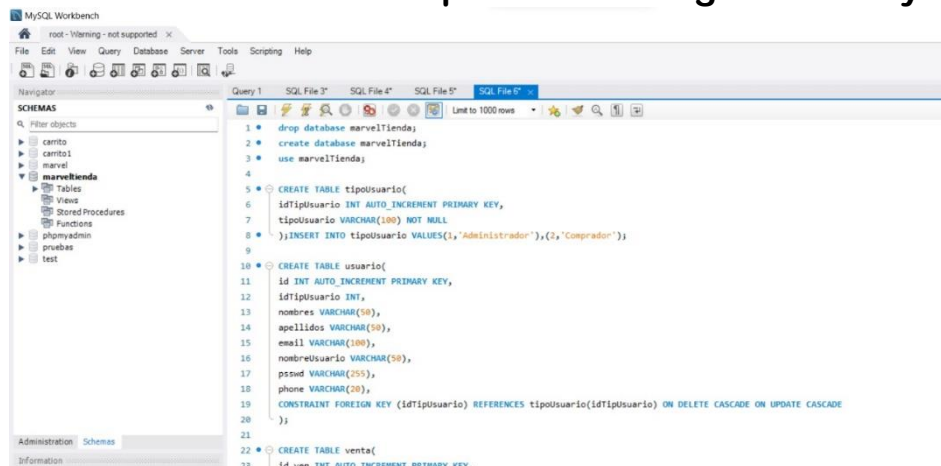 MySQL Workbench
root - Warning - not supported
File Edit View Query Database Server Tools Scripting Help
Navigator
SCHEMAS
Filter objects
carrito
carrito1
marvel
marveltienda
Tables
Views
Stored Procedures
Functions
phpmyadmin
pruebas
test
Administration Schemas
Information
Query 1 SQL File 3* SQL File 4* SQL File 5* SQL File 6*
Limit to 1000 rows
1 drop database marvelTienda;
2 create database marvelTienda;
3 use marvelTienda;
4
5 CREATE TABLE tipoUsuario(
6 idTipUsuario INT AUTO_INCREMENT PRIMARY KEY,
7 tipoUsuario VARCHAR(100) NOT NULL
8 );INSERT INTO tipoUsuario VALUES(1,'Administrador'),(2,'Comprador');
9
10 CREATE TABLE usuario(
11 id INT AUTO_INCREMENT PRIMARY KEY,
12 idTipUsuario INT,
13 nombres VARCHAR(50),
14 apellidos VARCHAR(50),
15 email VARCHAR(100),
16 nombreUsuario VARCHAR(50),
17 psswd VARCHAR(255),
18 phone VARCHAR(20),
19 CONSTRAINT FOREIGN KEY (idTipUsuario) REFERENCES tipoUsuario(idTipUsuario) ON DELETE CASCADE ON UPDATE CASCADE
20 );
21
22 CREATE TABLE venta(